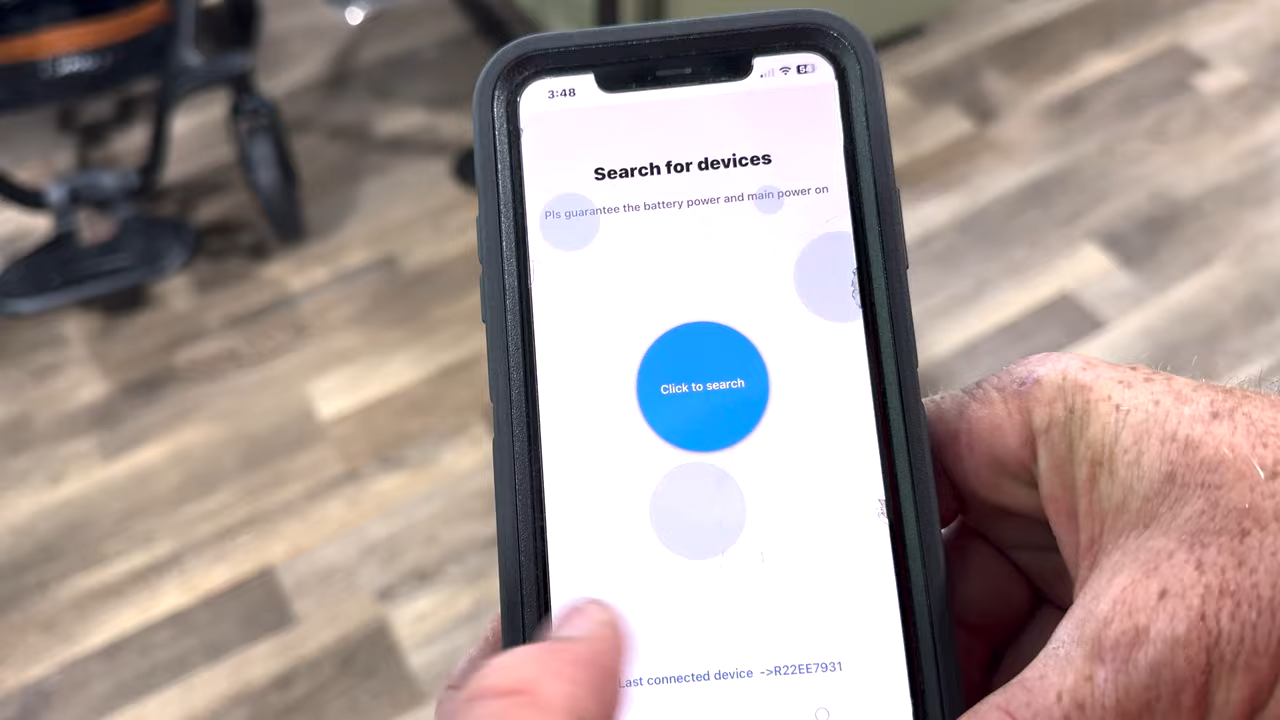 3:48
64
Search for devices
Pls guarantee the battery power and main power on
Click to search
Last connected device ->R22EE7931